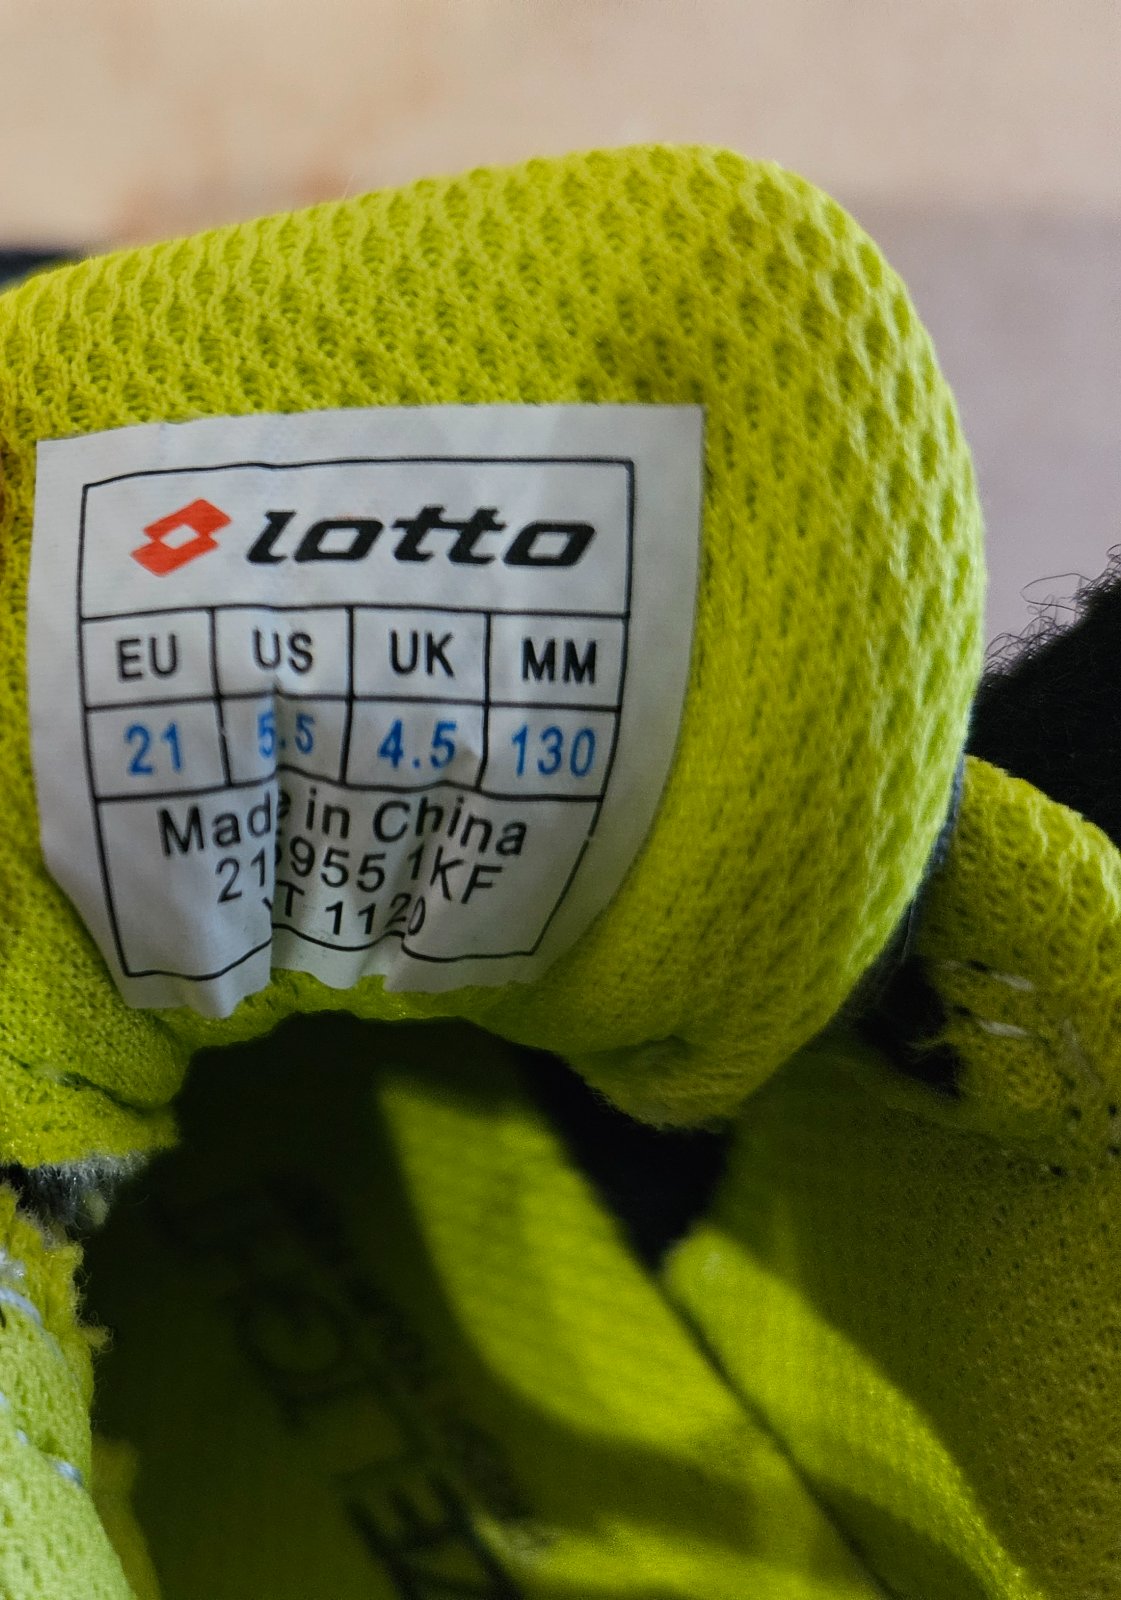 lotto
EU US UK MM
21 5.5 4.5 130
Made in China
1KF
1120